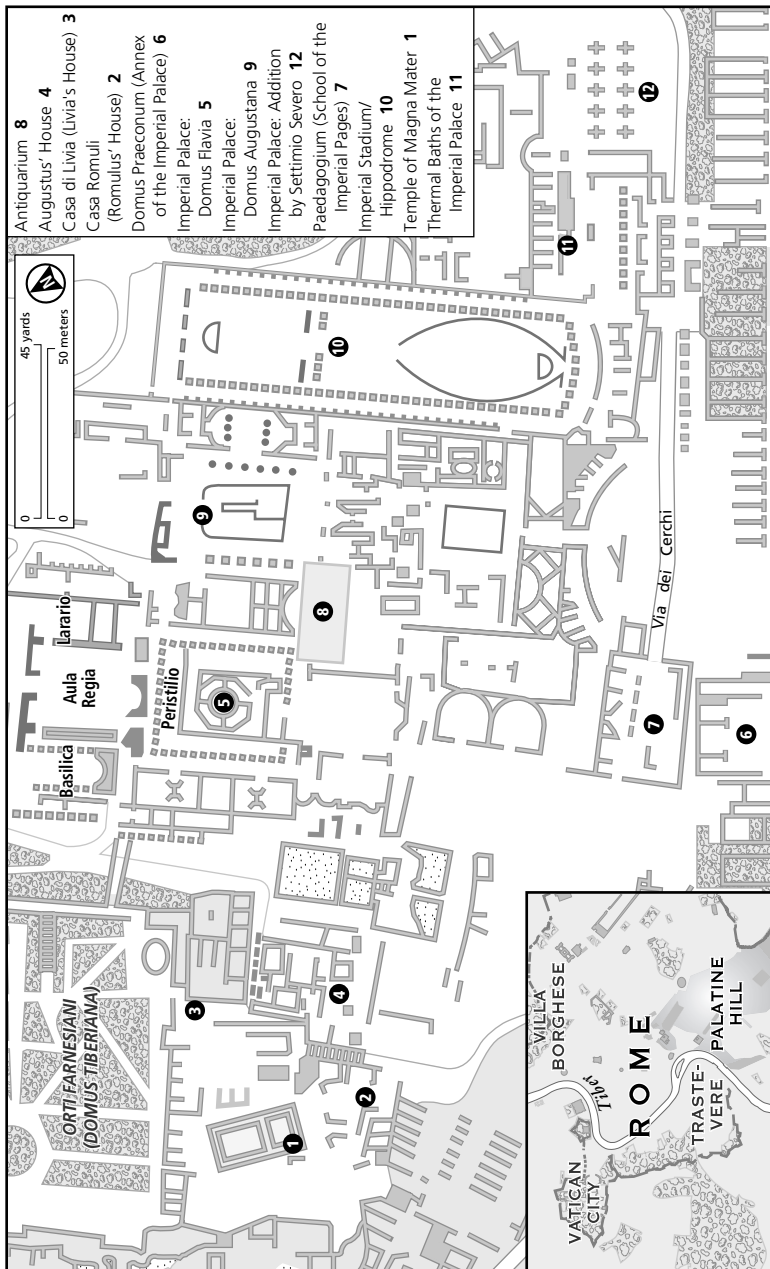 Antiquarium 8
Augustus' House 4
Casa di Livia (Livia's House) 3
Casa Romuli
(Romulus' House) 2
Domus Praeconum (Annex
of the Imperial Palace) 6
Imperial Palace:
Domus Flavia 5
Imperial Palace:
Domus Augustana 9
Imperial Palace: Addition
by Settimio Severo 12
Paedagogium (School of the
Imperial Pages) 7
Imperial Stadium/
Hippodrome 10
Temple of Magna Mater 1
Thermal Baths of the
Imperial Palace 11
0 45 yards
0 50 meters
N
ORTI FARNESIANI
(DOMUS TIBERIANA)
Basilica
Aula
Regia
Larario
Peristilio
E
1
2
3
4
5
6
7
8
9
10
11
12
Via dei Cerchi
VILLA
BORGHESE
VATICAN
CITY
Tiber
ROME
TRASTE-
VERE
PALATINE
HILL